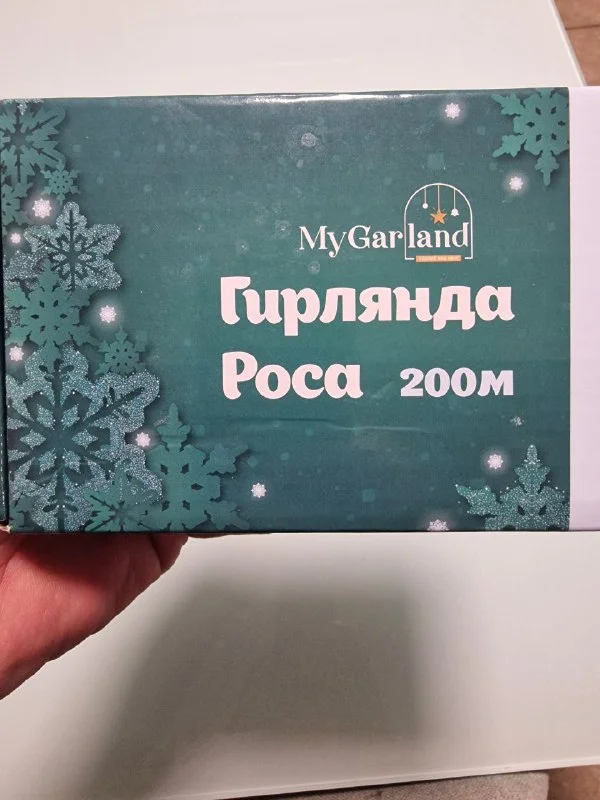 MyGarland
Гирлянда
Роса 200м